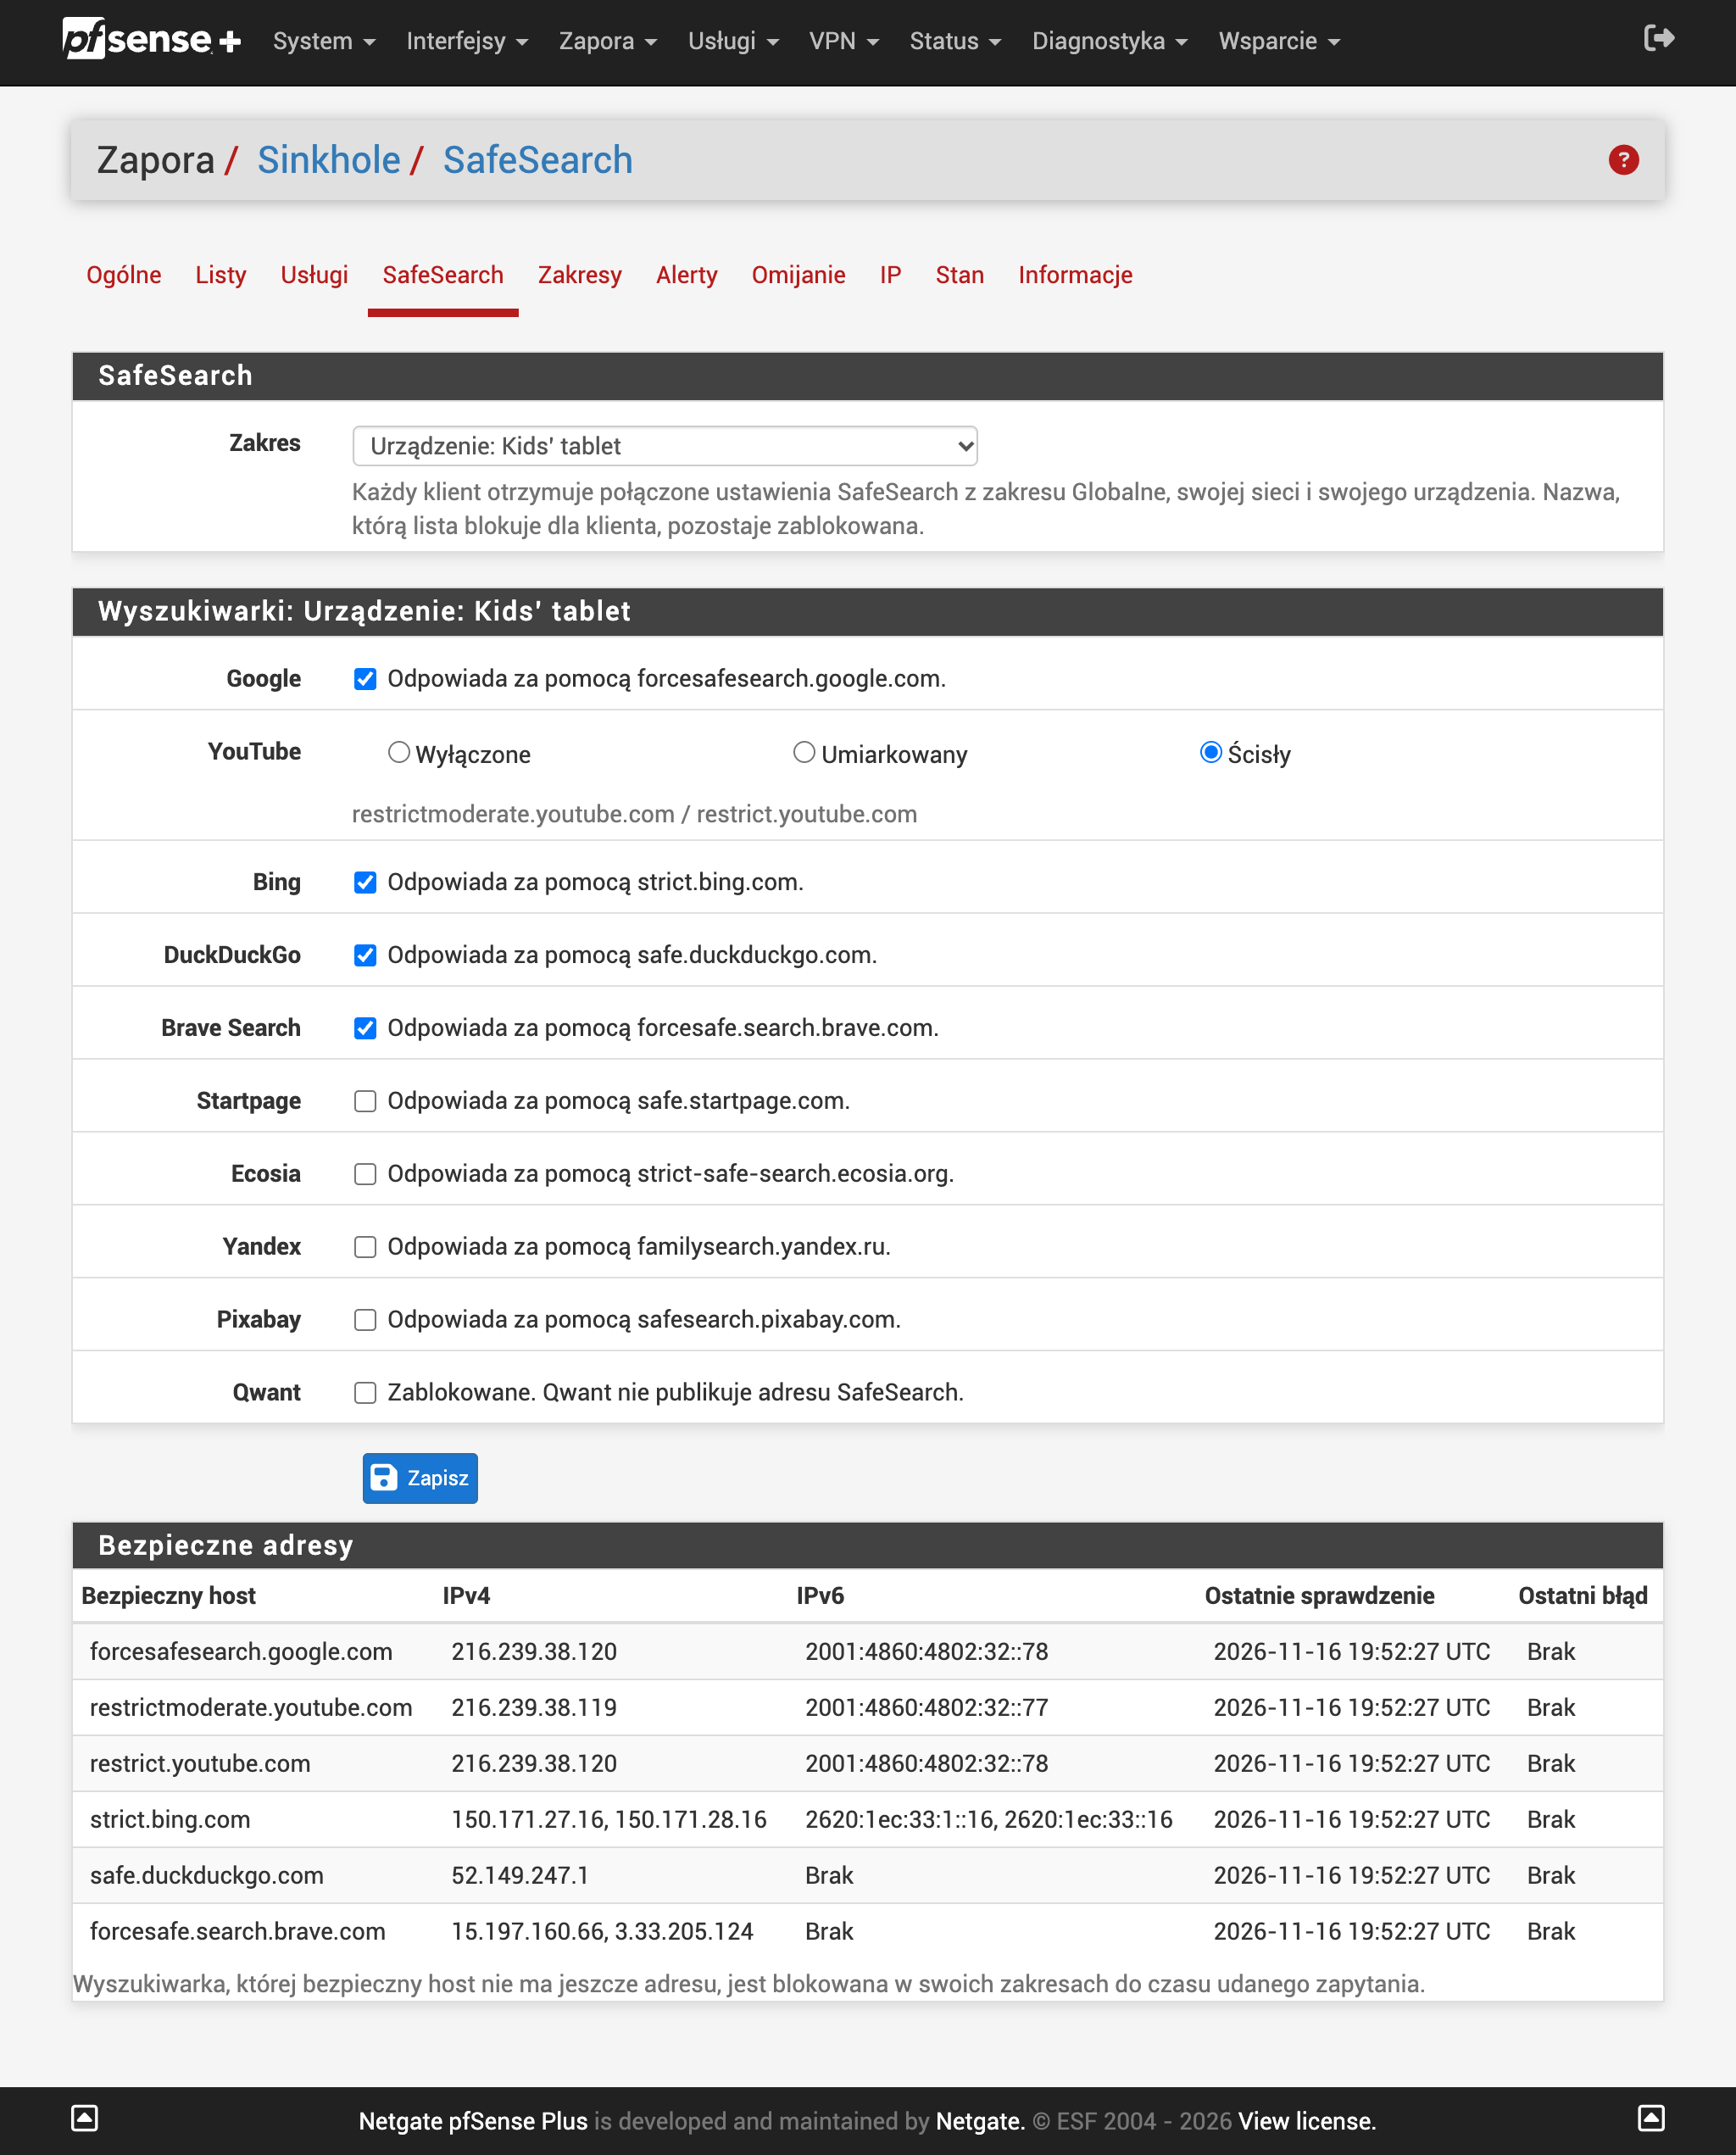 pfsense + System Interfejsy Zapora Usługi VPN Status Diagnostyka Wsparcie
Zapora / Sinkhole / SafeSearch ?
Ogólne Listy Usługi SafeSearch Zakresy Alerty Omijanie IP Stan Informacje
SafeSearch
Zakres Urządzenie: Kids' tablet
Każdy klient otrzymuje połączone ustawienia SafeSearch z zakresu Globalne, swojej sieci i swojego urządzenia. Nazwa,
którą lista blokuje dla klienta, pozostaje zablokowana.
Wyszukiwarki: Urządzenie: Kids' tablet
Google Odpowiada za pomocą forcesafesearch.google.com.
YouTube Wyłączone Umiarkowany Ścisły
restrictmoderate.youtube.com / restrict.youtube.com
Bing Odpowiada za pomocą strict.bing.com.
DuckDuckGo Odpowiada za pomocą safe.duckduckgo.com.
Brave Search Odpowiada za pomocą forcesafe.search.brave.com.
Startpage Odpowiada za pomocą safe.startpage.com.
Ecosia Odpowiada za pomocą strict-safe-search.ecosia.org.
Yandex Odpowiada za pomocą familysearch.yandex.ru.
Pixabay Odpowiada za pomocą safesearch.pixabay.com.
Qwant Zablokowane. Qwant nie publikuje adresu SafeSearch.
Zapisz
Bezpieczne adresy
Bezpieczny host IPv4 IPv6 Ostatnie sprawdzenie Ostatni błąd
forcesafesearch.google.com 216.239.38.120 2001:4860:4802:32::78 2026-11-16 19:52:27 UTC Brak
restrictmoderate.youtube.com 216.239.38.119 2001:4860:4802:32::77 2026-11-16 19:52:27 UTC Brak
restrict.youtube.com 216.239.38.120 2001:4860:4802:32::78 2026-11-16 19:52:27 UTC Brak
strict.bing.com 150.171.27.16, 150.171.28.16 2620:1ec:33:1::16, 2620:1ec:33::16 2026-11-16 19:52:27 UTC Brak
safe.duckduckgo.com 52.149.247.1 Brak 2026-11-16 19:52:27 UTC Brak
forcesafe.search.brave.com 15.197.160.66, 3.33.205.124 Brak 2026-11-16 19:52:27 UTC Brak
Wyszukiwarka, której bezpieczny host nie ma jeszcze adresu, jest blokowana w swoich zakresach do czasu udanego zapytania.
Netgate pfSense Plus is developed and maintained by Netgate. © ESF 2004 - 2026 View license.